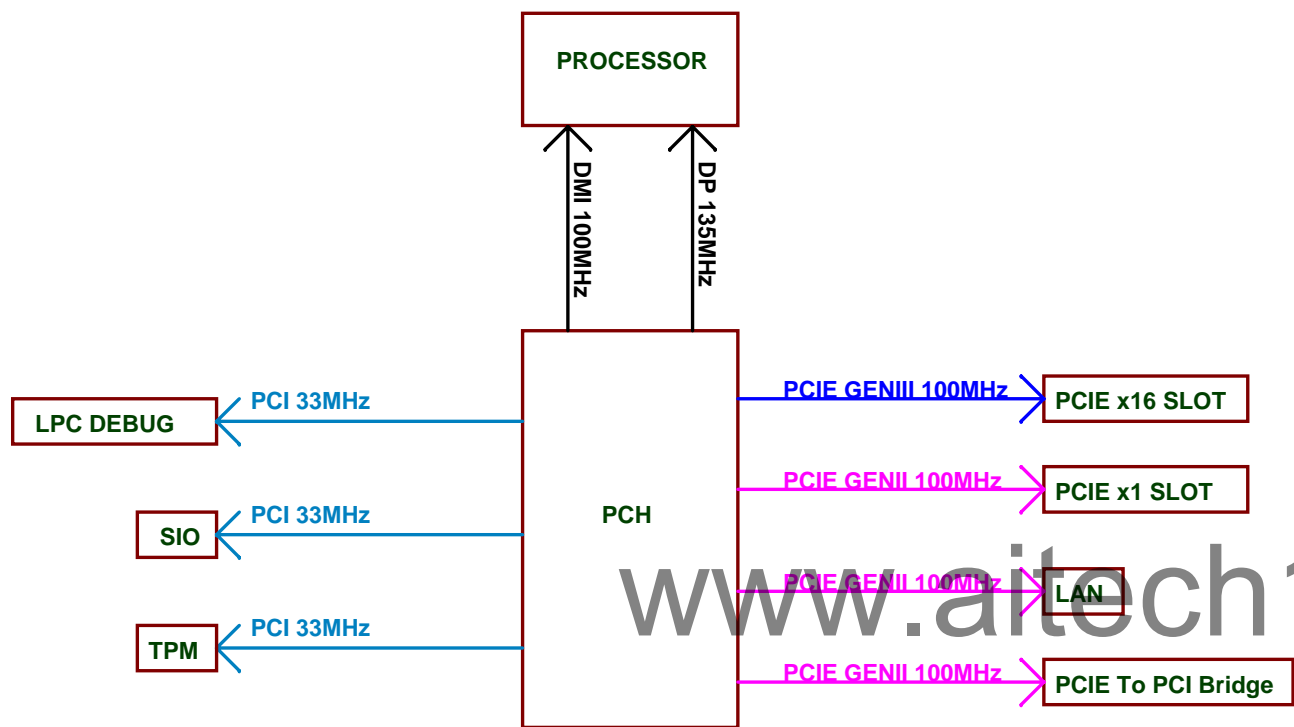 PROCESSOR
DMI 100MHz
DP 135MHz
PCI 33MHz
LPC DEBUG
PCIE GENIII 100MHz
PCIE x16 SLOT
PCIE GENII 100MHz
PCIE x1 SLOT
PCH
PCI 33MHz
SIO
PCIE GENII 100MHz
LAN
www.aitech1
PCI 33MHz
TPM
PCIE GENII 100MHz
PCIE To PCI Bridge